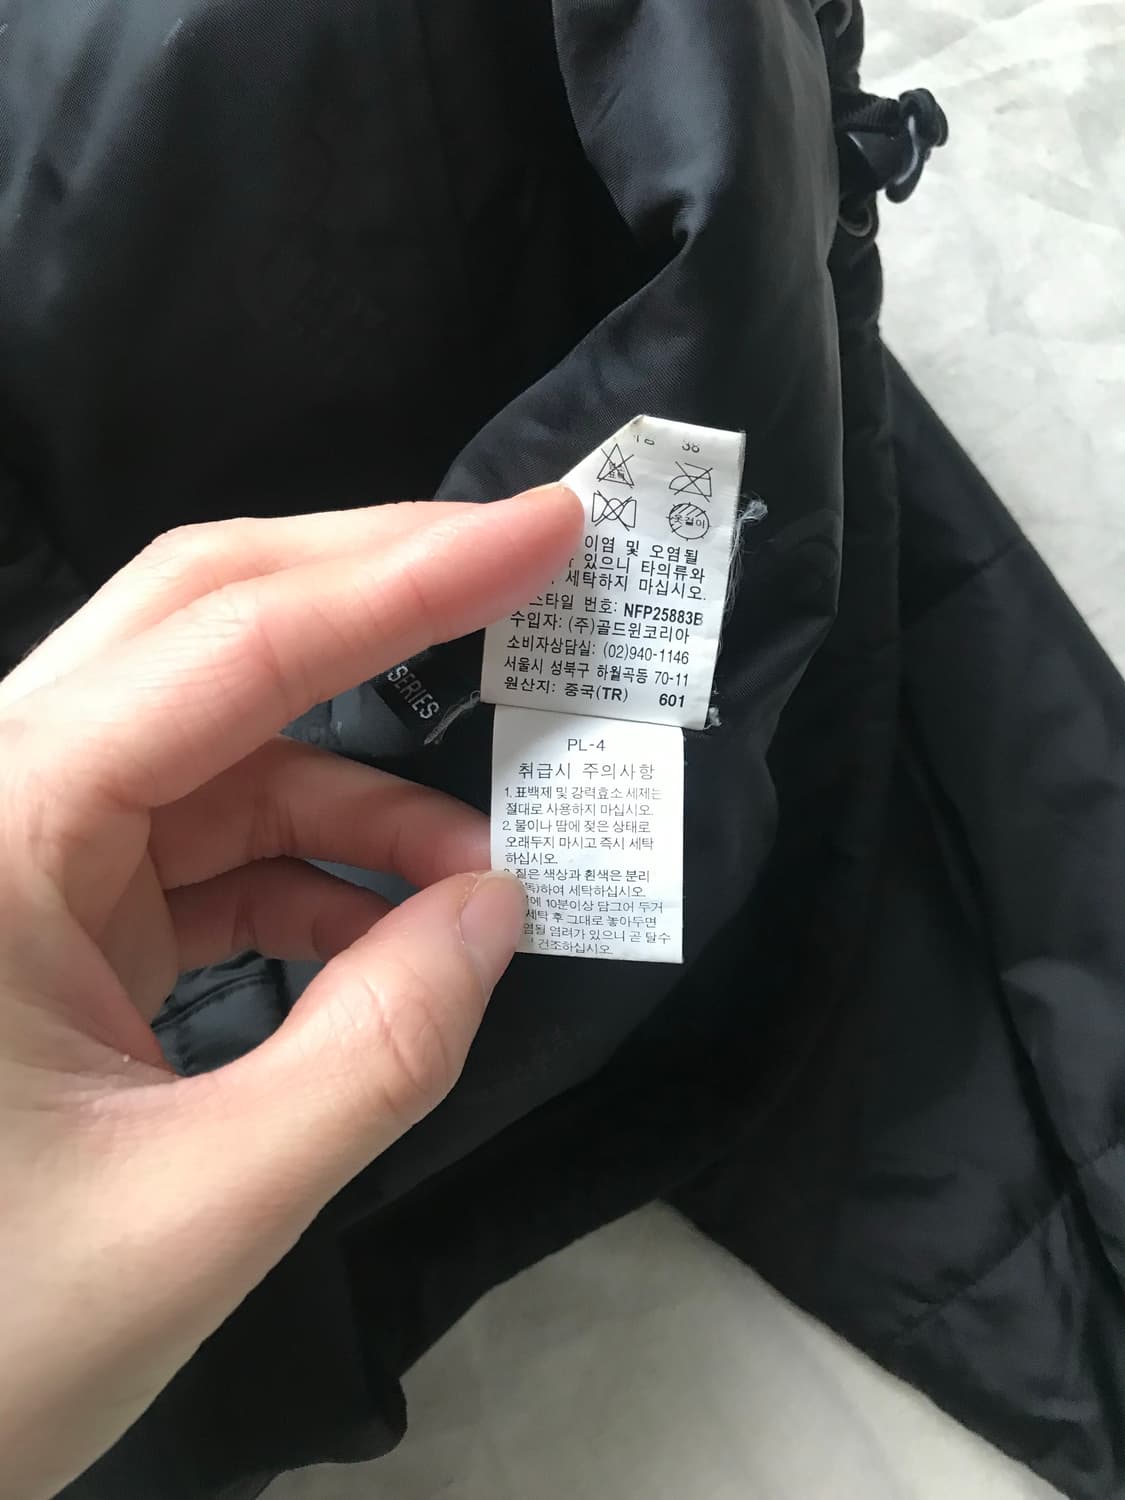 38
옷걸이
이염 및 오염될
있으니 타의류와
세탁하지 마십시오.
스타일 번호: NFP25883B
수입자: (주)골드윈코리아
소비자상담실: (02)940-1146
서울시 성북구 하월곡동 70-11
원산지: 중국(TR) 601
SERIES
PL-4
취급시 주의사항
1. 표백제 및 강력효소 세제는
절대로 사용하지 마십시오.
2. 물이나 땀에 젖은 상태로
오래두지 마시고 즉시 세탁
하십시오.
짙은 색상과 흰색은 분리
하여 세탁하십시오.
10분이상 담그어 두거
세탁 후 그대로 놓아두면
염려가 있으니 곧 탈수
건조하십시오.